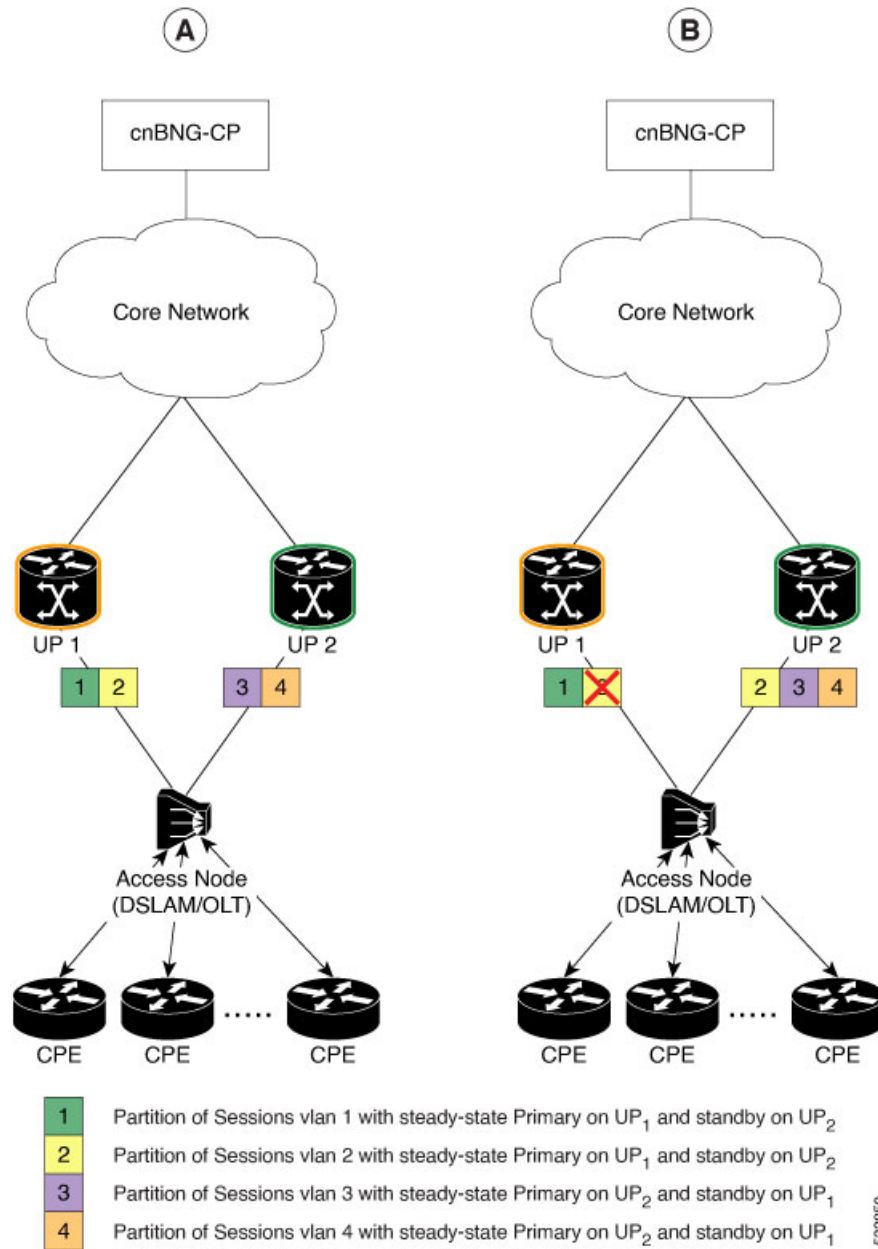 A
B
cnBNG-CP
cnBNG-CP
Core Network
Core Network
UP 1
UP 2
UP 1
UP 2
1 2
3 4
1
2 3 4
Access Node
(DSLAM/OLT)
Access Node
(DSLAM/OLT)
CPE CPE ..... CPE
CPE CPE ..... CPE
1 Partition of Sessions vlan 1 with steady-state Primary on UP1 and standby on UP2
2 Partition of Sessions vlan 2 with steady-state Primary on UP1 and standby on UP2
3 Partition of Sessions vlan 3 with steady-state Primary on UP2 and standby on UP1
4 Partition of Sessions vlan 4 with steady-state Primary on UP2 and standby on UP1